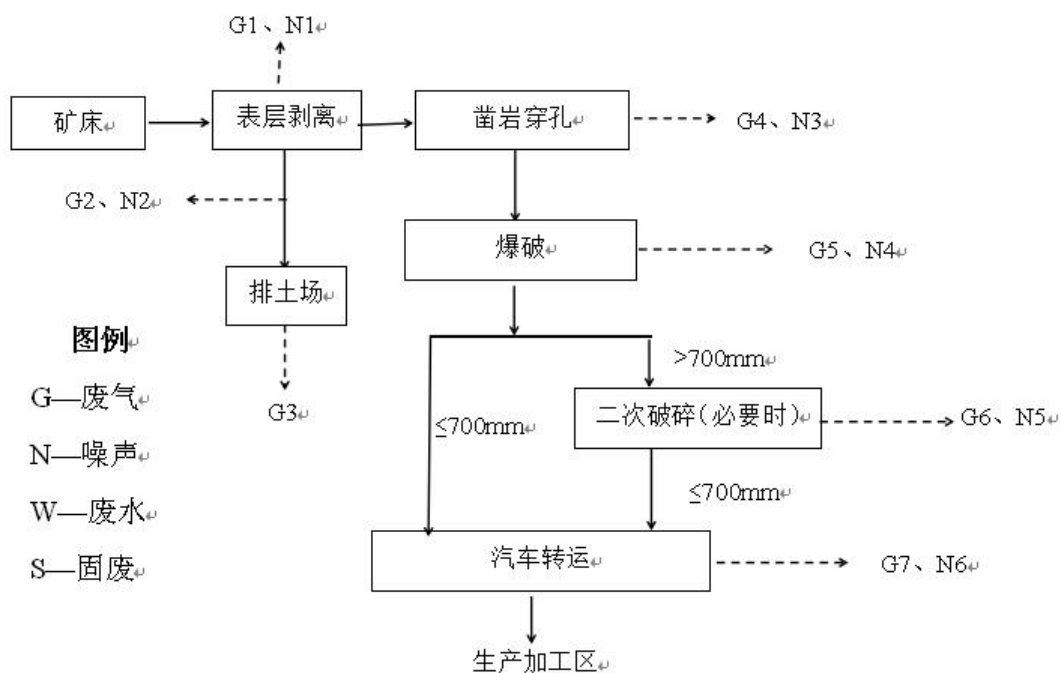 G1、N1
矿床
表层剥离
凿岩穿孔
G4、N3
G2、N2
爆破
G5、N4
排土场
图例
>700mm
G—废气
G3
≤700mm
二次破碎(必要时)
G6、N5
N—噪声
≤700mm
W—废水
汽车转运
G7、N6
S—固废
生产加工区